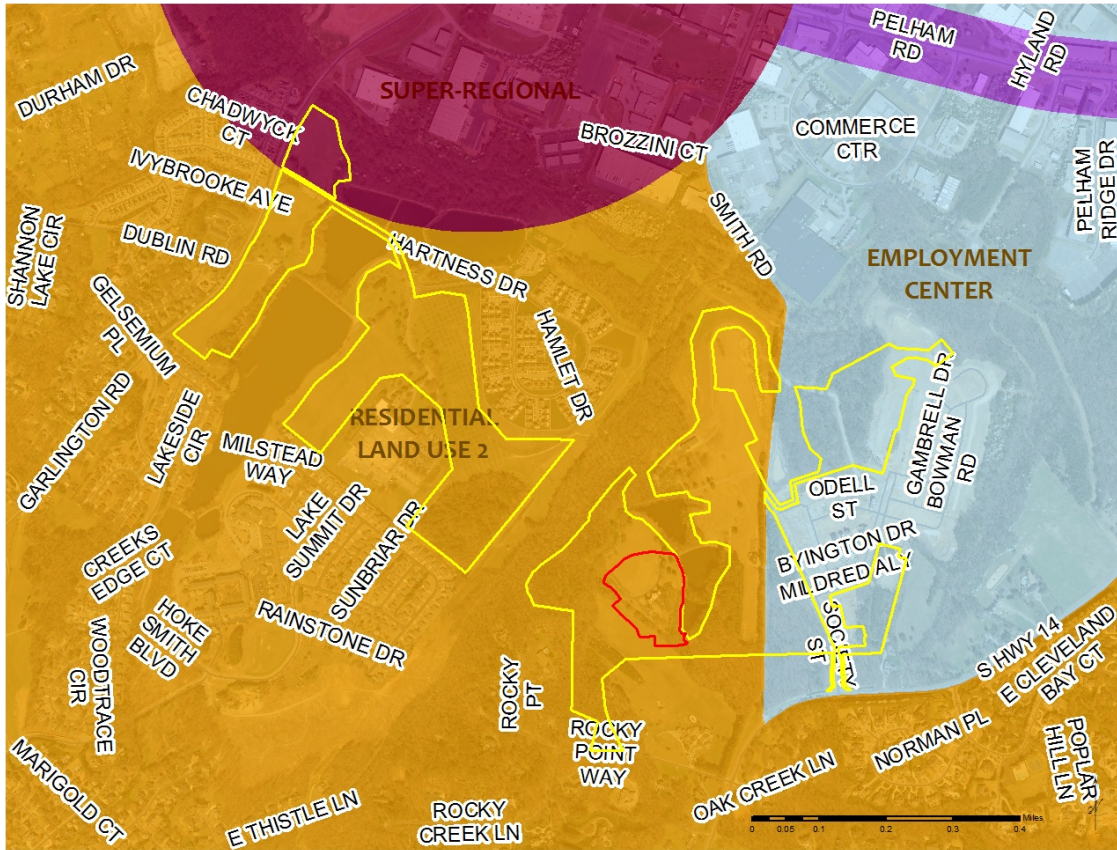 PELHAM
RD
HYLAND
RD
DURHAM DR
SUPER-REGIONAL
CHADWYCK
CT
BROZZINI CT
COMMERCE
CTR
PELHAM
RIDGE DR
IVYBROOKE AVE
SHANNON
LAKE CIR
DUBLIN RD
HARTNESS DR
SMITH RD
EMPLOYMENT
CENTER
GELSEMIUM
PL
HAMLET DR
GARLINGTON RD
LAKESIDE
CIR
MILSTEAD
WAY
RESIDENTIAL
LAND USE 2
GAMBRELL DR
BOWMAN
RD
LAKE
SUMMIT DR
SUNBRIAR DR
ODELL
ST
BYINGTON DR
MILDRED ALY
CREEKS
EDGE CT
HOKE
SMITH
BLVD
RAINSTONE DR
SOCIETY
ST
S HWY 14
E CLEVELAND
BAY CT
WOODTRACE
CIR
ROCKY
PT
ROCKY
POINT
WAY
NORMAN PL
POPLAR
HILL LN
MARIGOLD CT
E THISTLE LN
ROCKY
CREEK LN
OAK CREEK LN
Miles
0 0.05 0.1 0.2 0.3 0.4